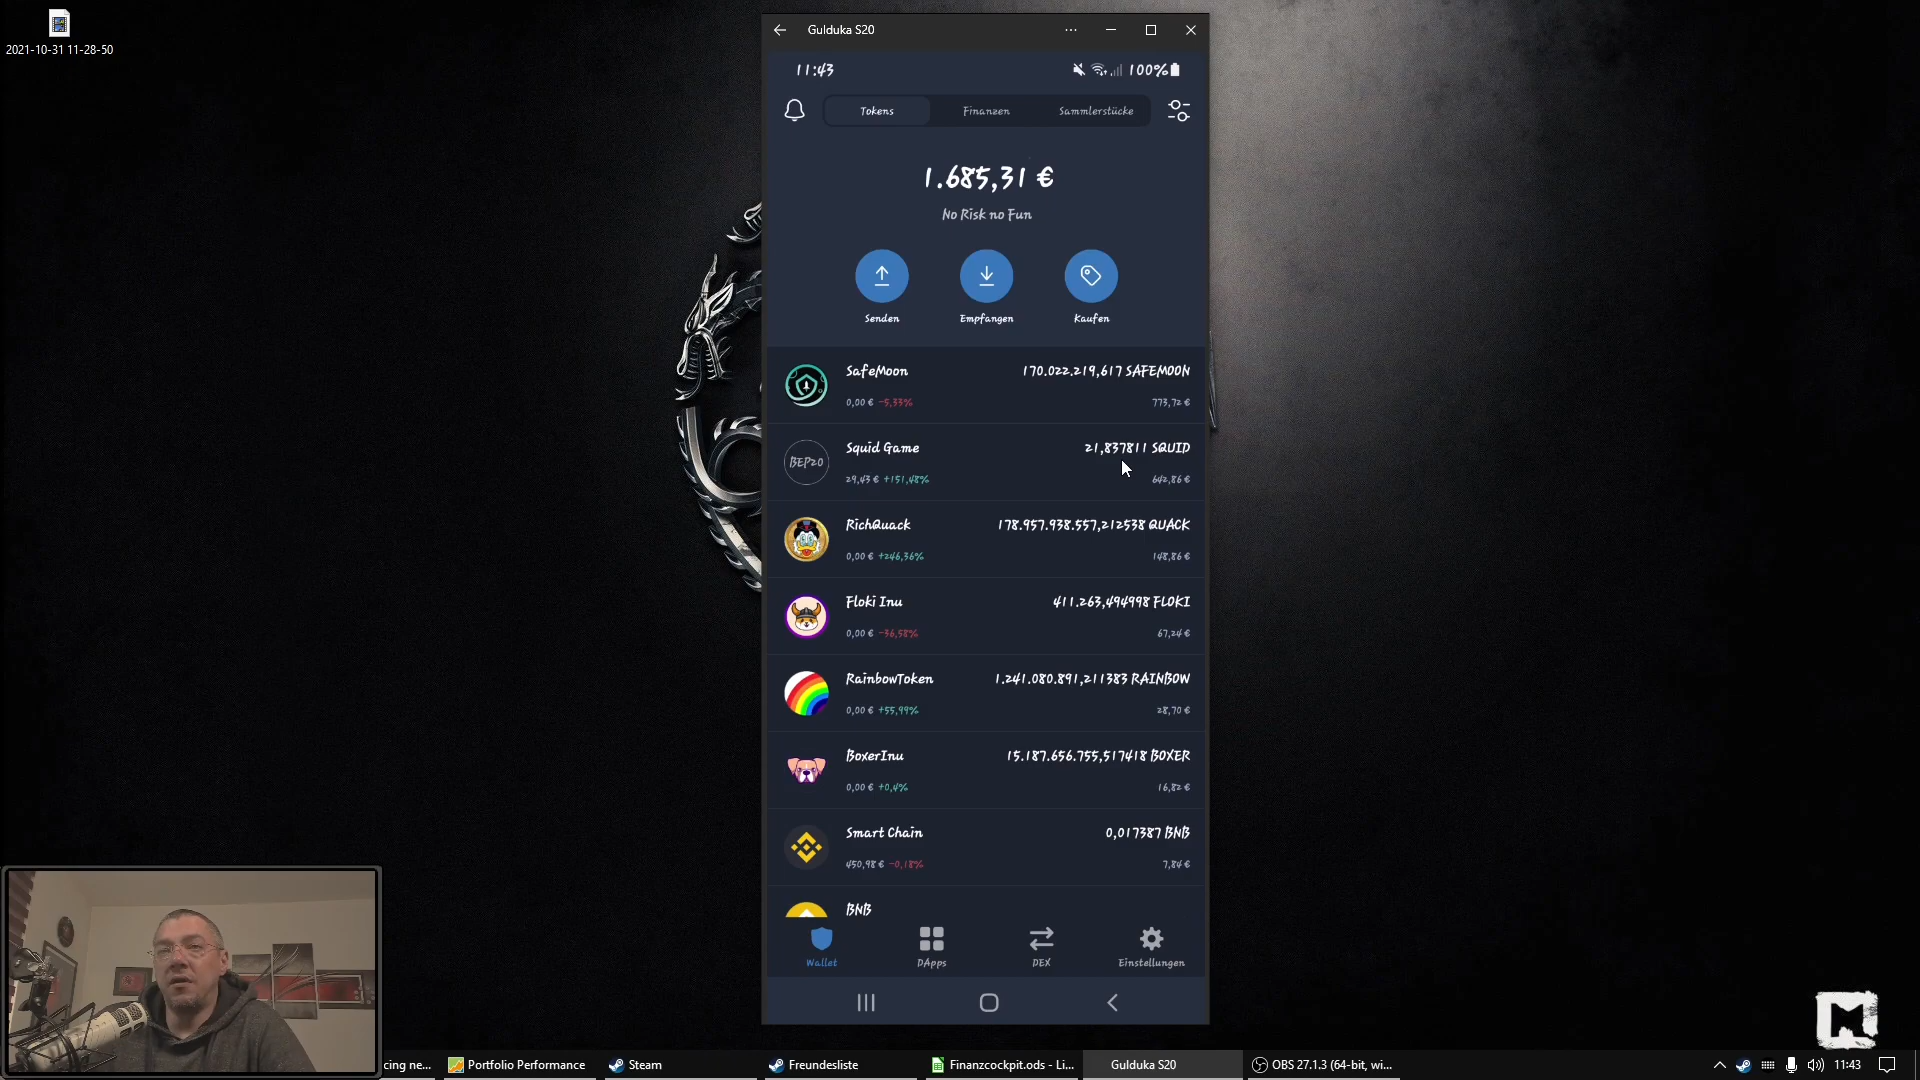 2021-10-31 11-28-50
Gulduka S20
11:43
100%
Tokens
Finanzen
Sammlerstücke
1.685,31 €
No Risk no Fun
Senden
Empfangen
Kaufen
SafeMoon
170.022.219,617 SAFEMOON
0,00 € -5,33%
773,72 €
BEP20
Squid Game
21,837811 SQUID
29,43 € +151,48%
642,86 €
RichQuack
178.957.938.557,212538 QUACK
0,00 € +246,36%
148,86 €
Floki Inu
411.263,494998 FLOKI
0,00 € -36,58%
67,24 €
RainbowToken
1.241.080.891,211383 RAINBOW
0,00 € +55,99%
28,70 €
BoxerInu
15.187.656.755,517418 BOXER
0,00 € +0,4%
16,82 €
Smart Chain
0,017387 BNB
450,98 € -0,18%
7,84 €
BNB
Wallet
DApps
DEX
Einstellungen
cing ne...
Portfolio Performance
Steam
Freundesliste
Finanzcockpit.ods - Li...
Gulduka S20
OBS 27.1.3 (64-bit, wi...
11:43